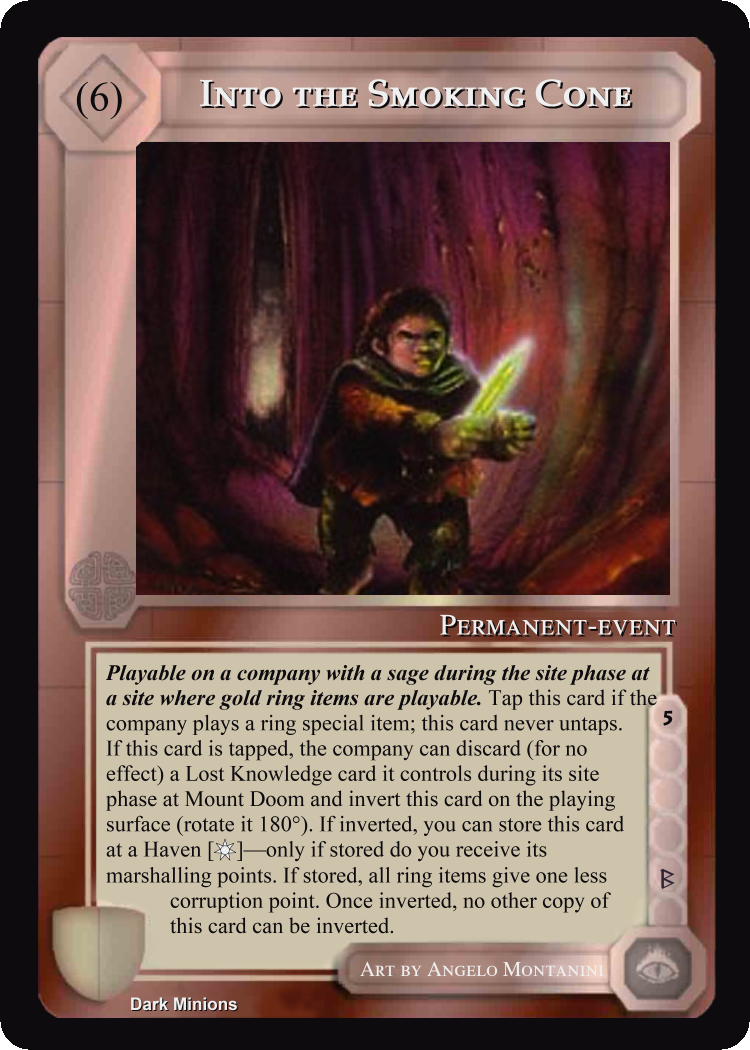 (6)
INTO THE SMOKING CONE
PERMANENT-EVENT
Playable on a company with a sage during the site phase at
a site where gold ring items are playable. Tap this card if the
company plays a ring special item; this card never untaps.
If this card is tapped, the company can discard (for no
effect) a Lost Knowledge card it controls during its site
phase at Mount Doom and invert this card on the playing
surface (rotate it 180°). If inverted, you can store this card
at a Haven [☼]—only if stored do you receive its
marshalling points. If stored, all ring items give one less
corruption point. Once inverted, no other copy of
this card can be inverted.
5
ART BY ANGELO MONTANINI
Dark Minions